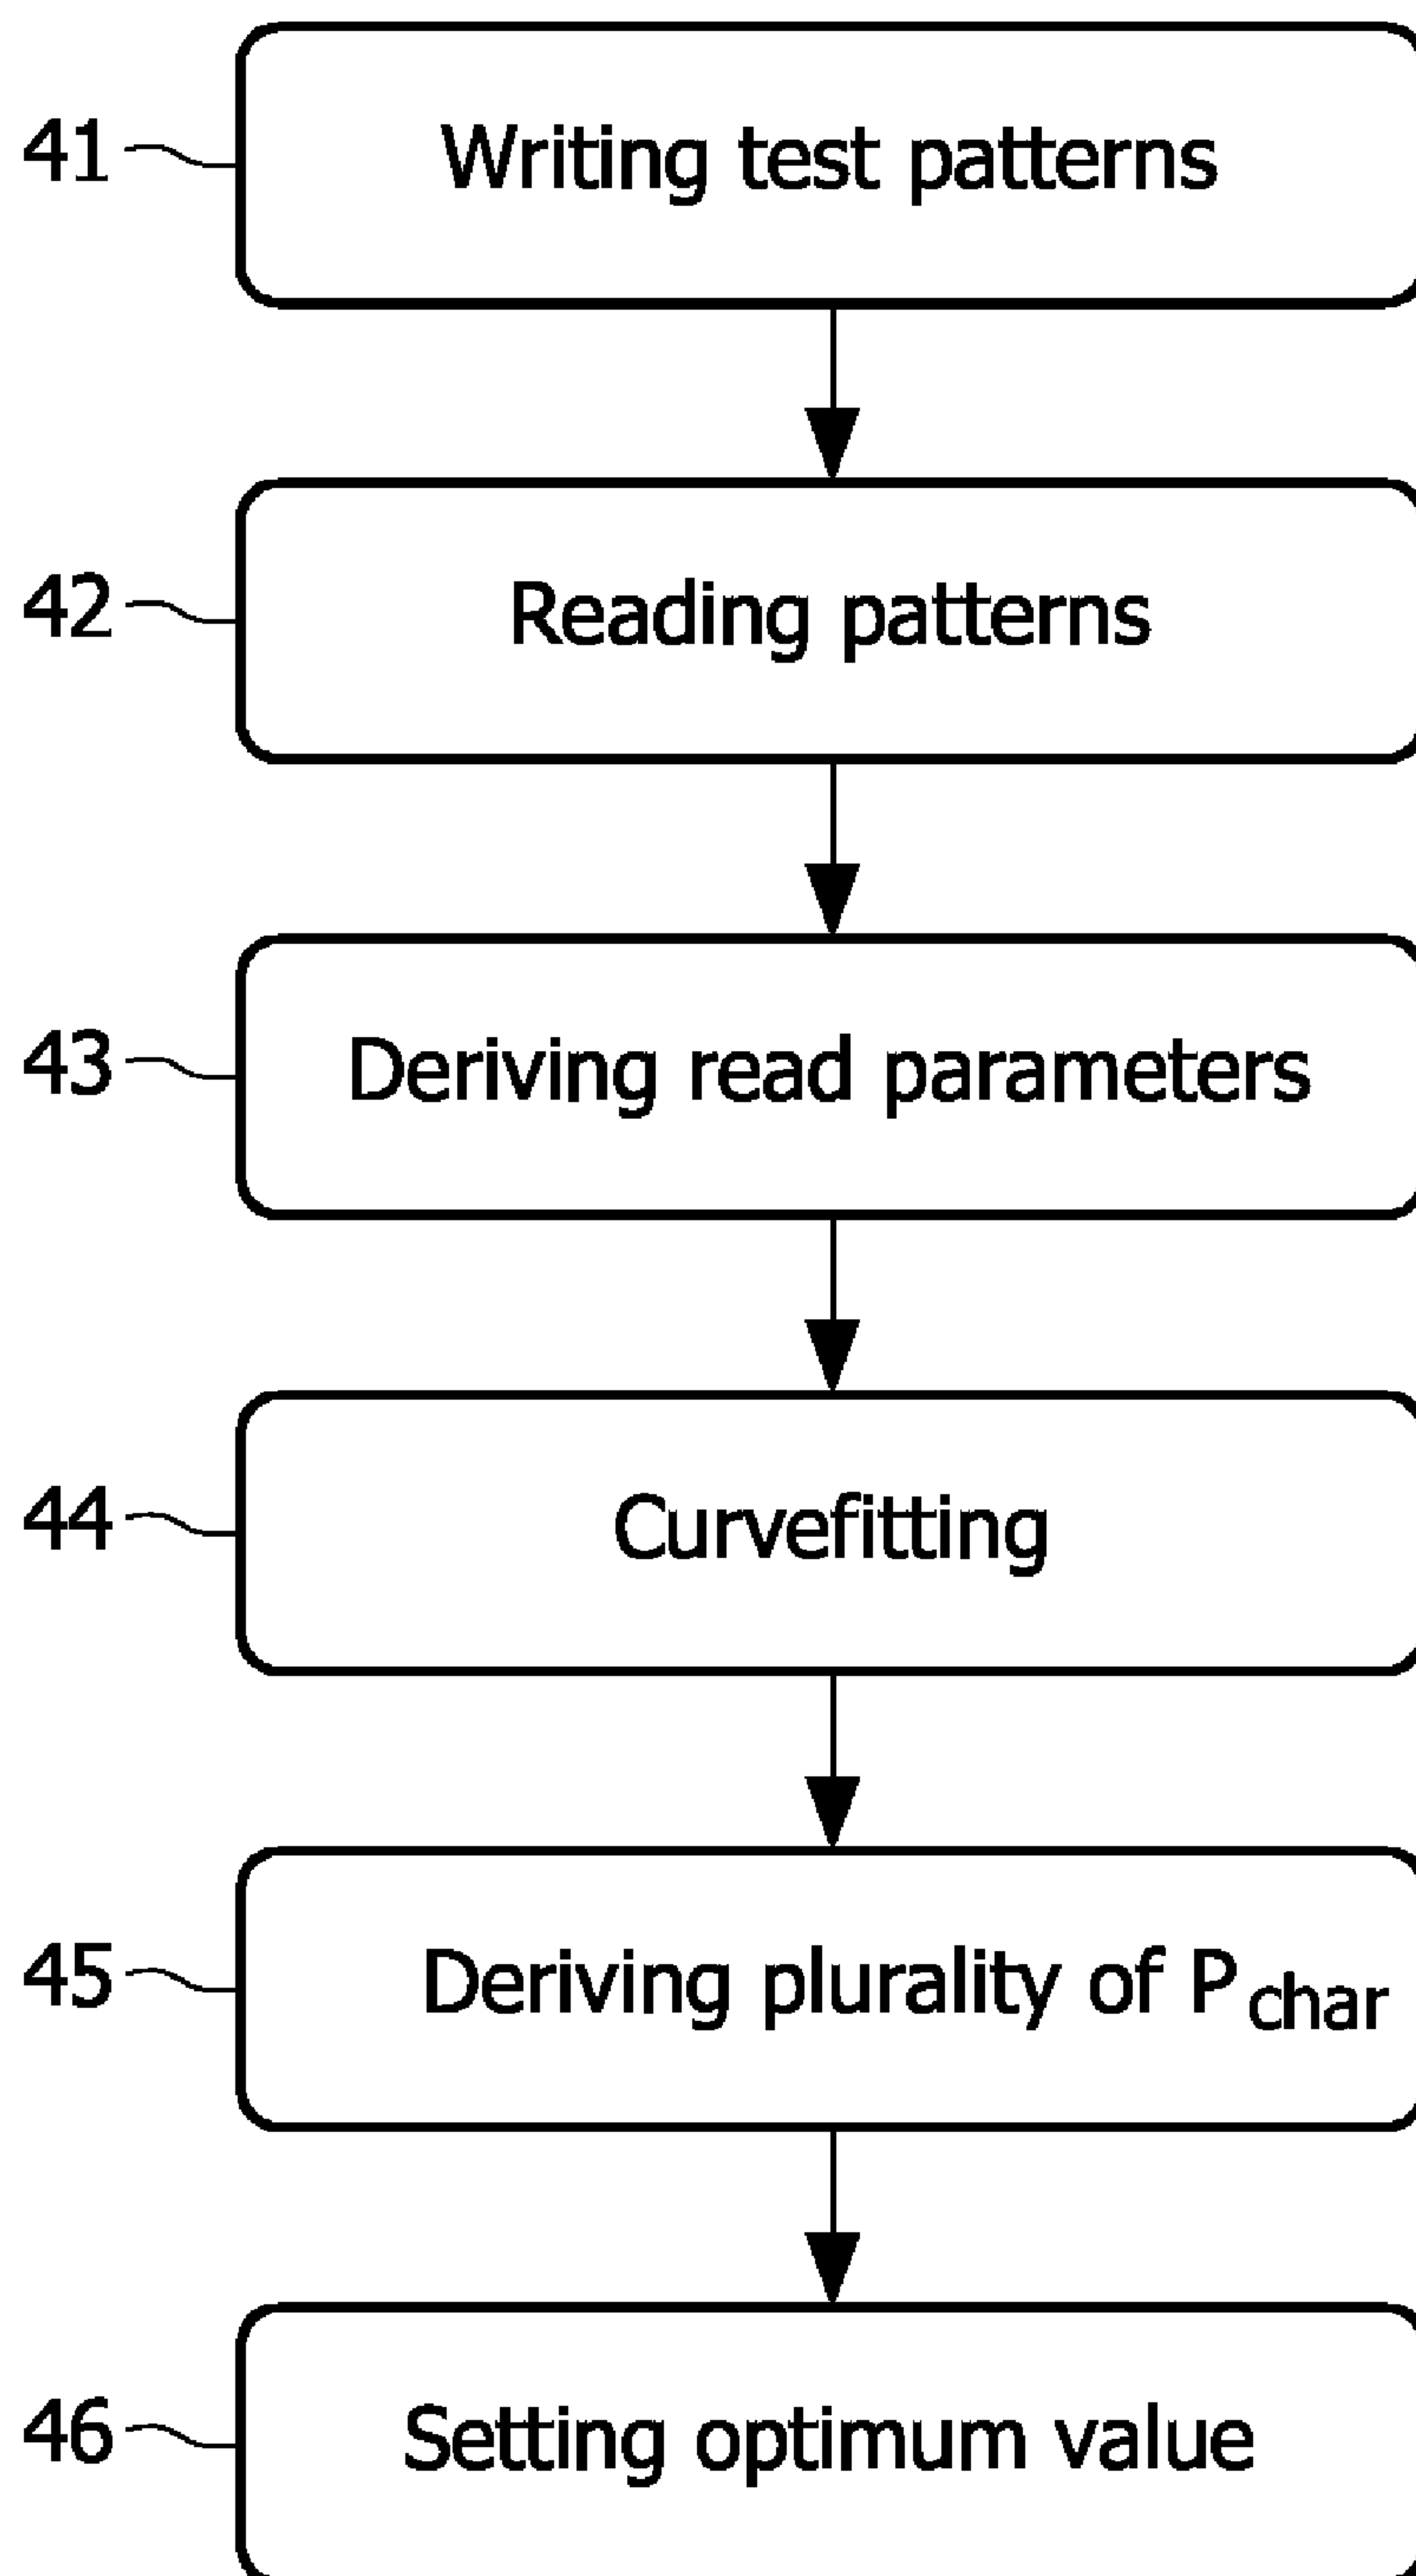 41 Writing test patterns
42 Reading patterns
43 Deriving read parameters
44 Curvefitting
45 Deriving plurality of Pchar
46 Setting optimum value